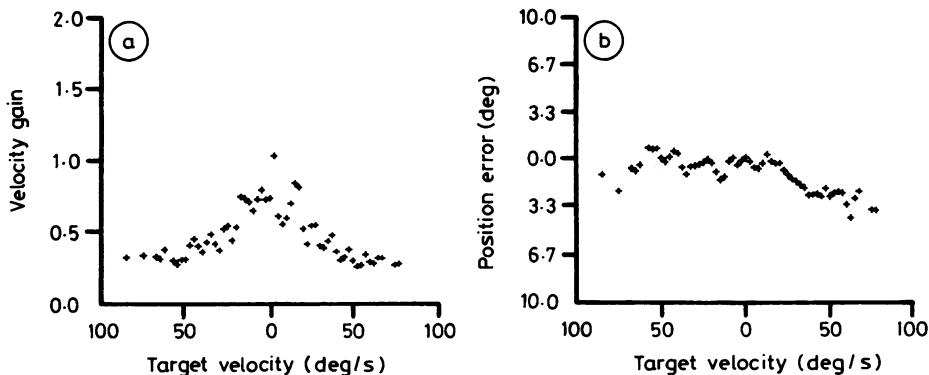 a
Velocity gain
2.0
1.5
1.0
0.5
0.0
100 50 0 50 100
Target velocity (deg/s)
b
Position error (deg)
10.0
6.7
3.3
0.0
3.3
6.7
10.0
100 50 0 50 100
Target velocity (deg/s)